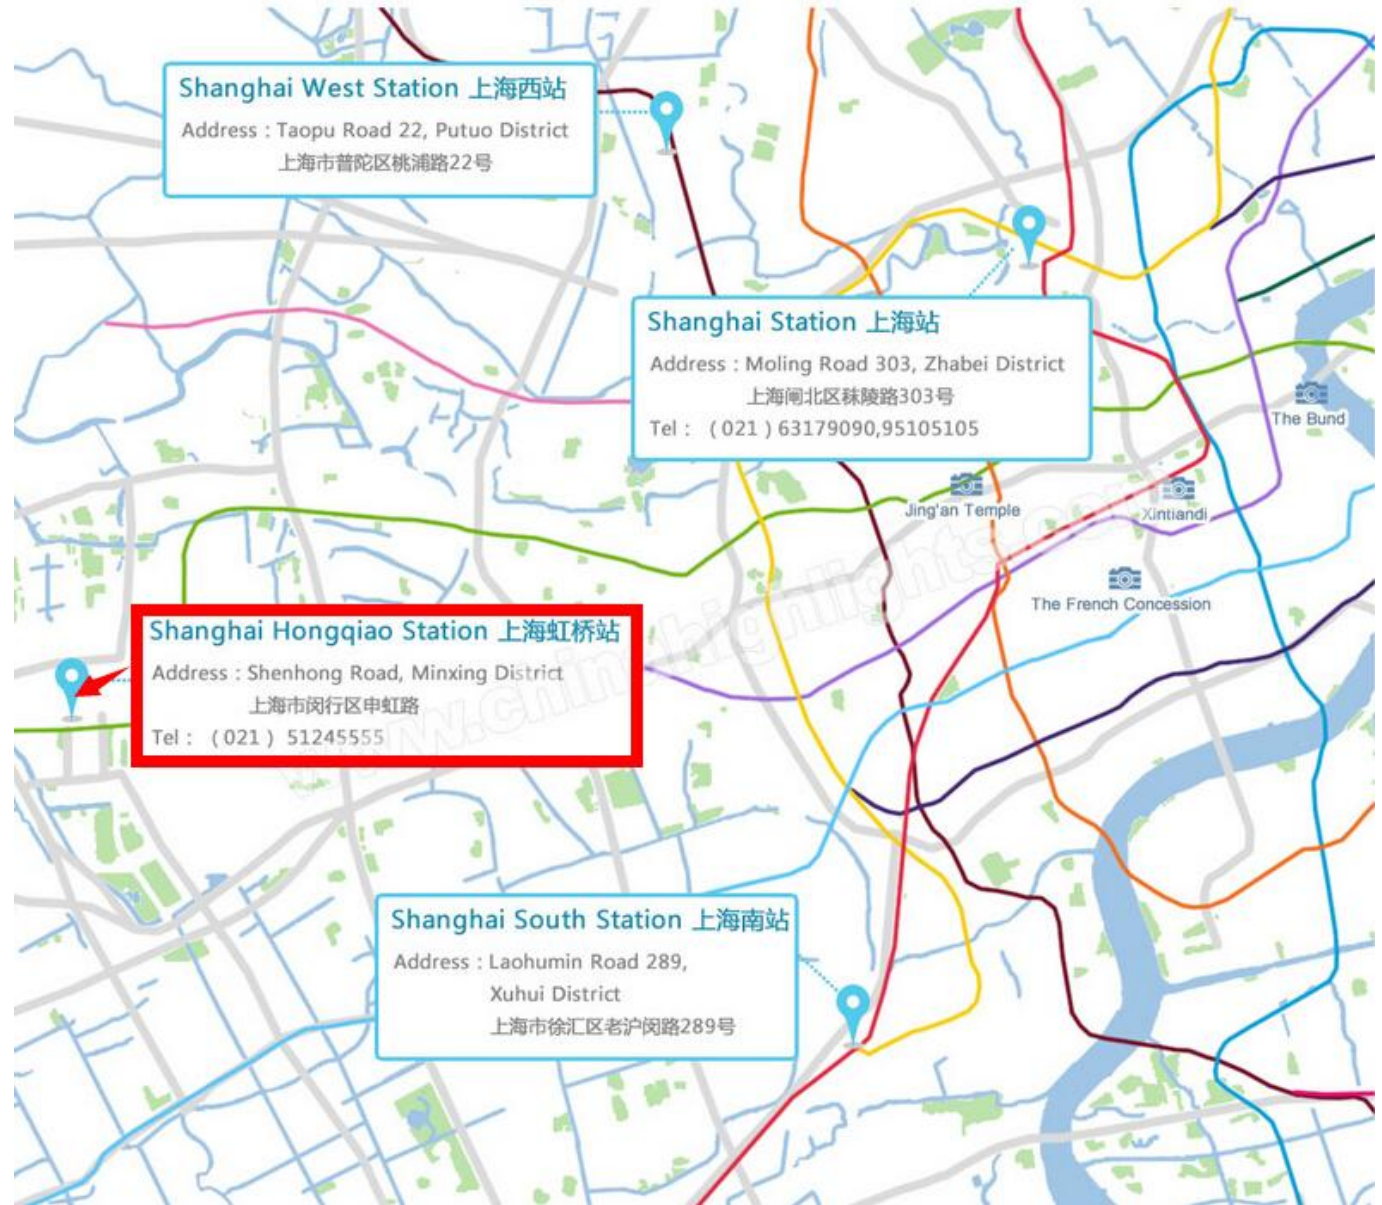 Shanghai West Station 上海西站
Address : Taopu Road 22, Putuo District
上海市普陀区桃浦路22号
Shanghai Station 上海站
Address : Moling Road 303, Zhabei District
上海闸北区秣陵路303号
Tel : ( 021 ) 63179090,95105105
The Bund
Jing'an Temple
Xintiandi
The French Concession
Shanghai Hongqiao Station 上海虹桥站
Address : Shenhong Road, Minxing District
上海市闵行区申虹路
Tel : ( 021 ) 51245555
www.chinahighlights.com
Shanghai South Station 上海南站
Address : Laohumin Road 289,
Xuhui District
上海市徐汇区老沪闵路289号